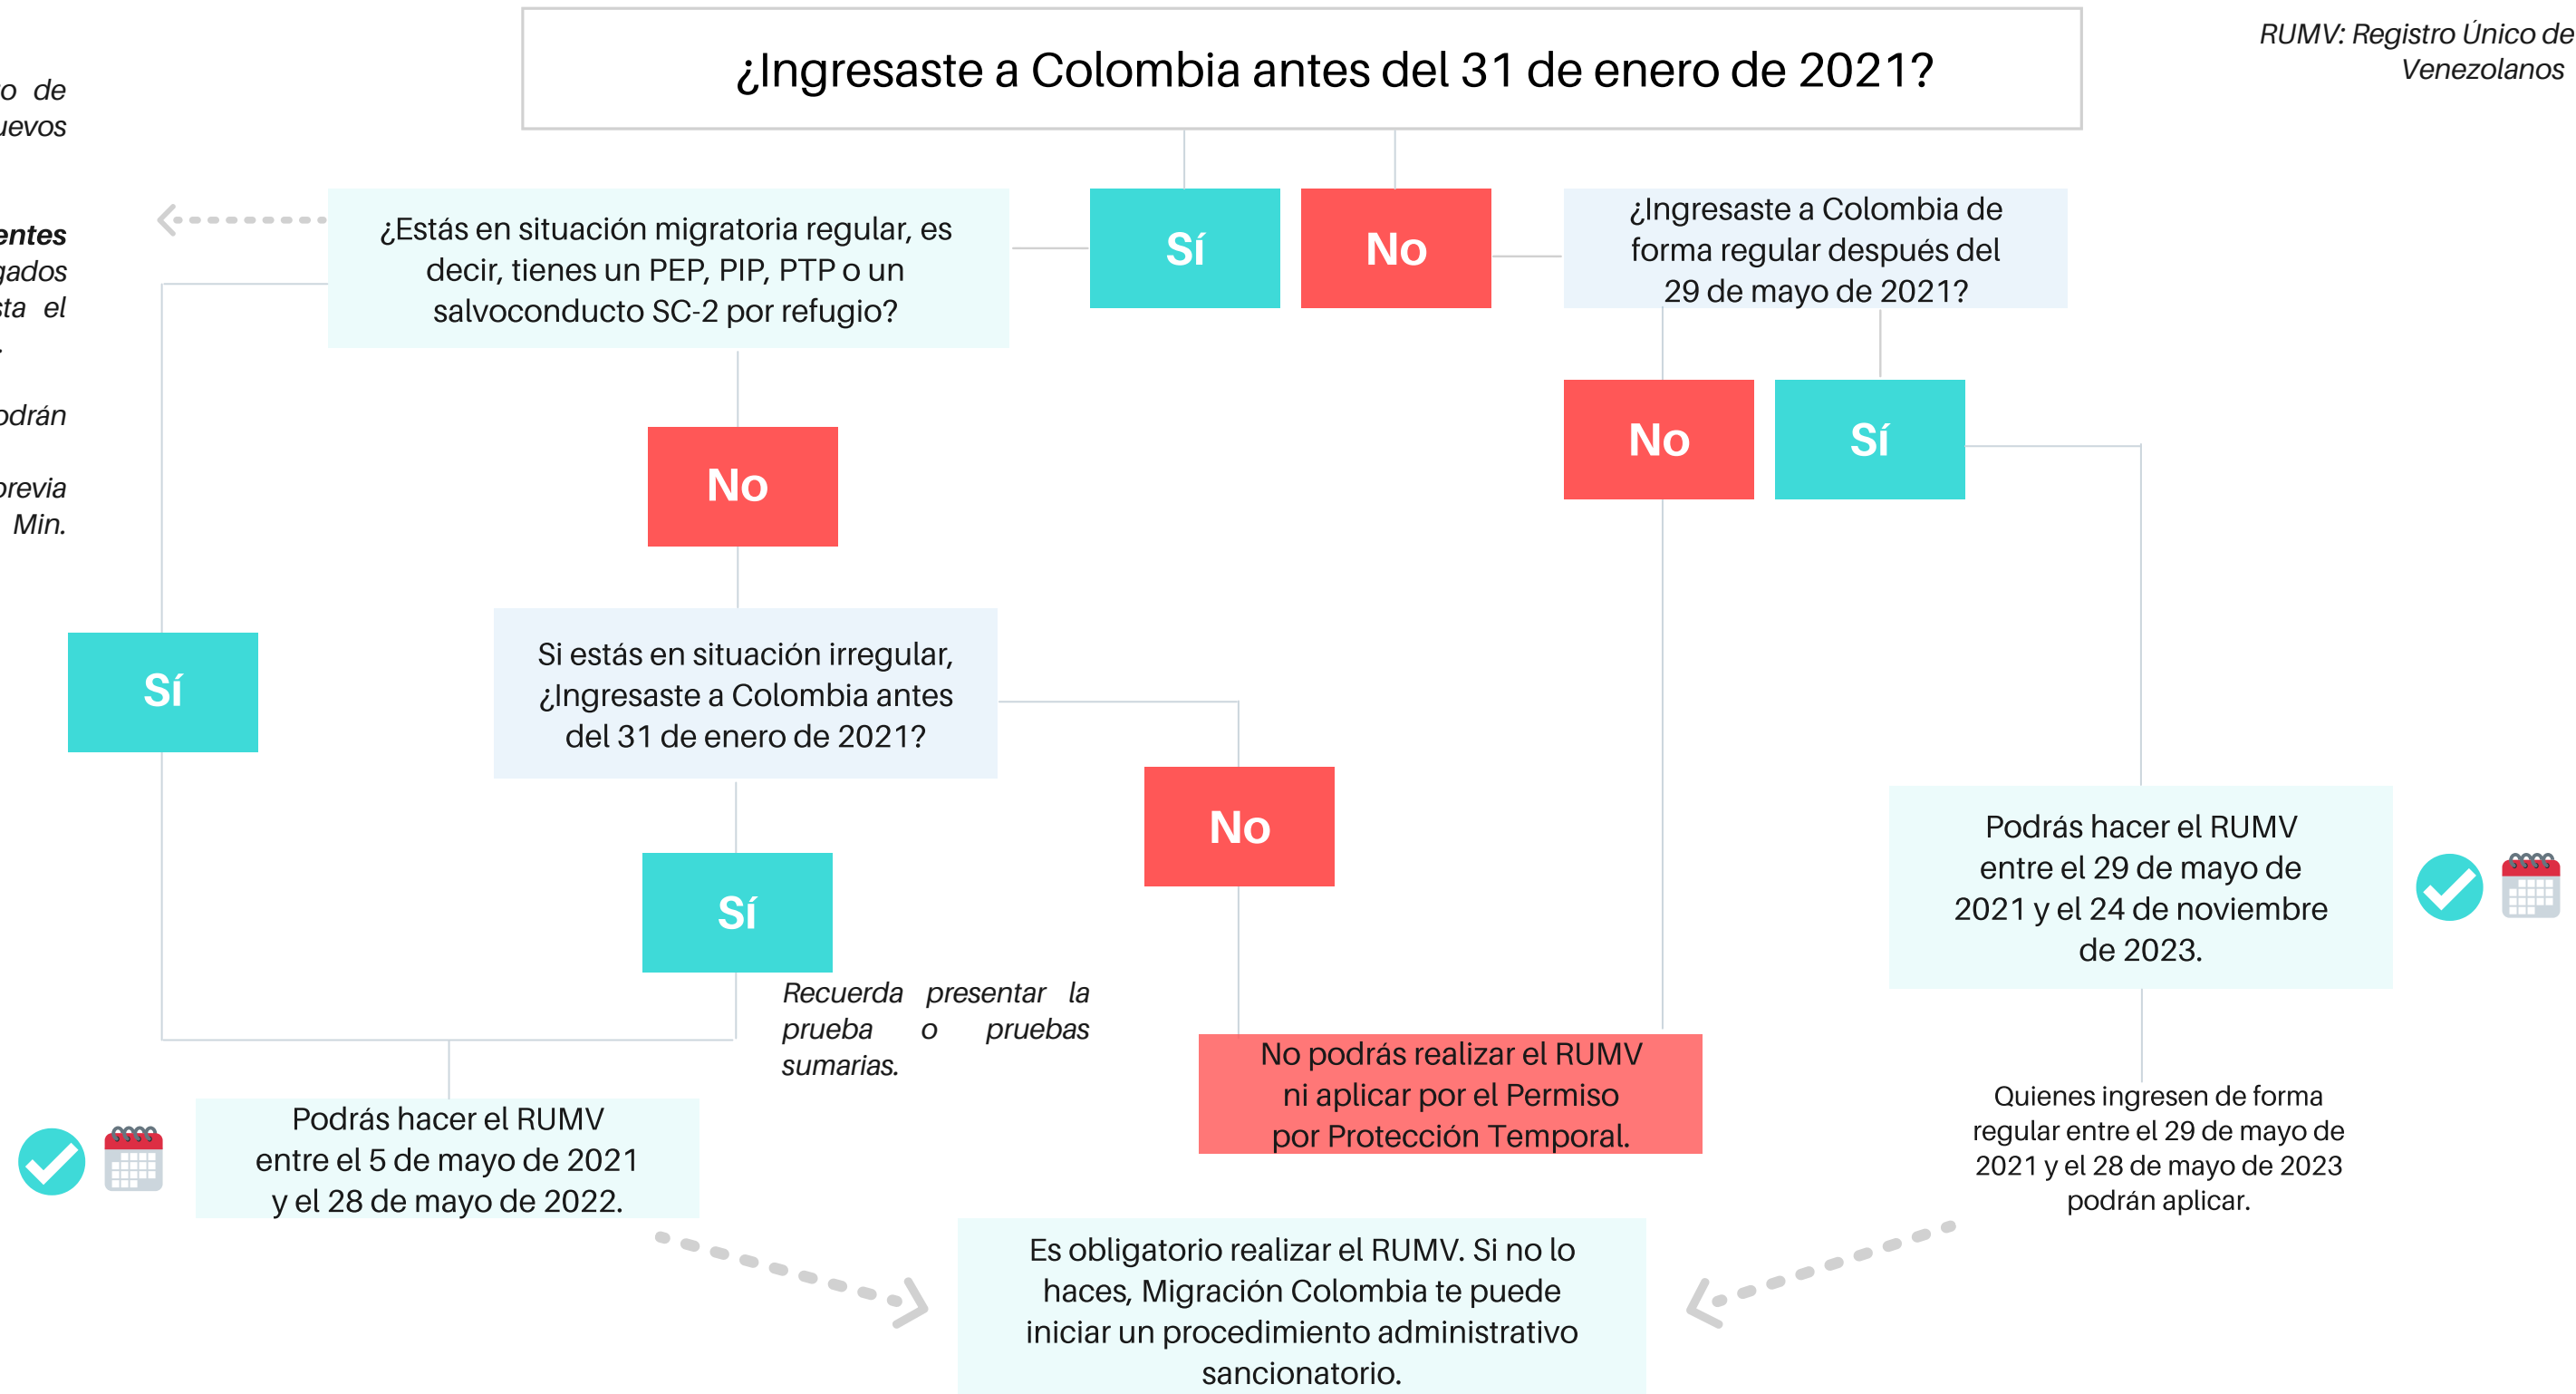 ¿Ingresaste a Colombia antes del 31 de enero de 2021?
RUMV: Registro Único de
Venezolanos
de
entes
sta el
.
odrán
previa
Min.
¿Estás en situación migratoria regular, es
decir, tienes un PEP, PIP, PTP o un
salvoconducto SC-2 por refugio?
Sí
No
¿Ingresaste a Colombia de
forma regular después del
29 de mayo de 2021?
No
No
Sí
Sí
Si estás en situación irregular,
¿Ingresaste a Colombia antes
del 31 de enero de 2021?
No
Sí
Recuerda presentar la
prueba o pruebas
sumarias.
Podrás hacer el RUMV
entre el 29 de mayo de
2021 y el 24 de noviembre
de 2023.
No podrás realizar el RUMV
ni aplicar por el Permiso
por Protección Temporal.
Quienes ingresen de forma
regular entre el 29 de mayo de
2021 y el 28 de mayo de 2023
podrán aplicar.
Podrás hacer el RUMV
entre el 5 de mayo de 2021
y el 28 de mayo de 2022.
Es obligatorio realizar el RUMV. Si no lo
haces, Migración Colombia te puede
iniciar un procedimiento administrativo
sancionatorio.